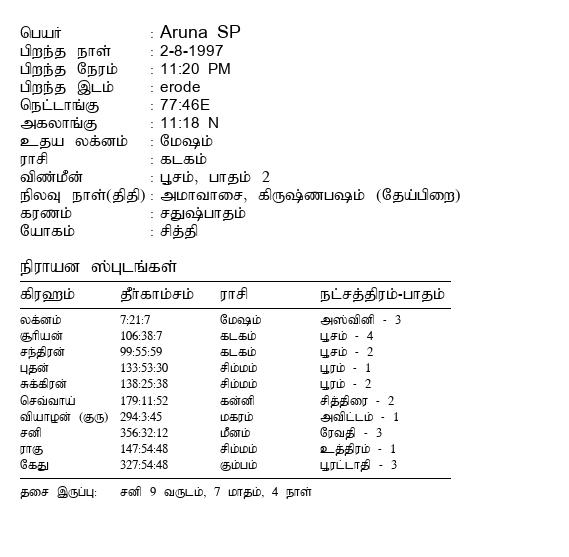 பெயர் : Aruna SP
பிறந்த நாள் : 2-8-1997
பிறந்த நேரம் : 11:20 PM
பிறந்த இடம் : erode
நெட்டாங்கு : 77:46E
அகலாங்கு : 11:18 N
உதய லக்னம் : மேஷம்
ராசி : கடகம்
விண்மீன் : பூசம், பாதம் 2
நிலவு நாள்(திதி) : அமாவாசை, கிருஷ்ணபஷம் (தேய்பிறை)
கரணம் : சதுஷ்பாதம்
யோகம் : சித்தி
நிராயன ஸ்புடங்கள்
கிரஹம் தீர்காம்சம் ராசி நட்சத்திரம்-பாதம்
லக்னம் 7:21:7 மேஷம் அஸ்வினி - 3
சூரியன் 106:38:7 கடகம் பூசம் - 4
சந்திரன் 99:55:59 கடகம் பூசம் - 2
புதன் 133:53:30 சிம்மம் பூரம் - 1
சுக்கிரன் 138:25:38 சிம்மம் பூரம் - 2
செவ்வாய் 179:11:52 கன்னி சித்திரை - 2
வியாழன் (குரு) 294:3:45 மகரம் அவிட்டம் - 1
சனி 356:32:12 மீனம் ரேவதி - 3
ராகு 147:54:48 சிம்மம் உத்திரம் - 1
கேது 327:54:48 கும்பம் பூரட்டாதி - 3
தசை இருப்பு: சனி 9 வருடம், 7 மாதம், 4 நாள்